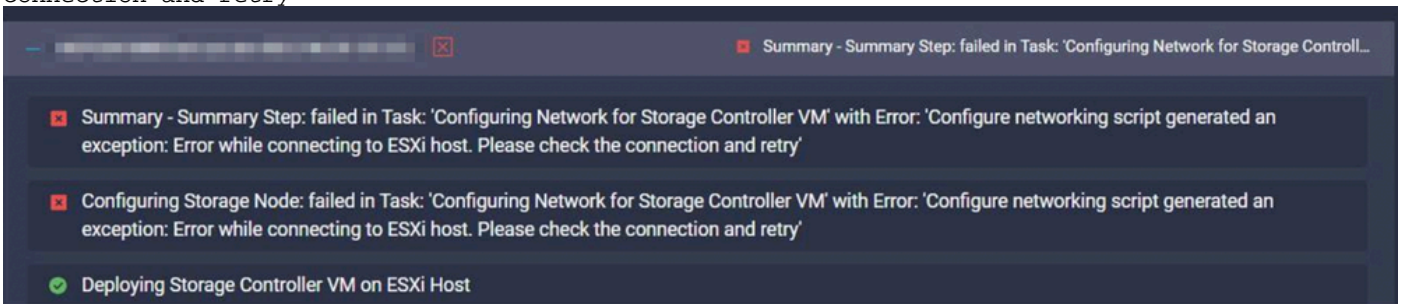 Summary - Summary Step: failed in Task: 'Configuring Network for Storage Controll...
Summary - Summary Step: failed in Task: 'Configuring Network for Storage Controller VM' with Error: 'Configure networking script generated an
exception: Error while connecting to ESXi host. Please check the connection and retry'
Configuring Storage Node: failed in Task: 'Configuring Network for Storage Controller VM' with Error: 'Configure networking script generated an
exception: Error while connecting to ESXi host. Please check the connection and retry'
Deploying Storage Controller VM on ESXi Host